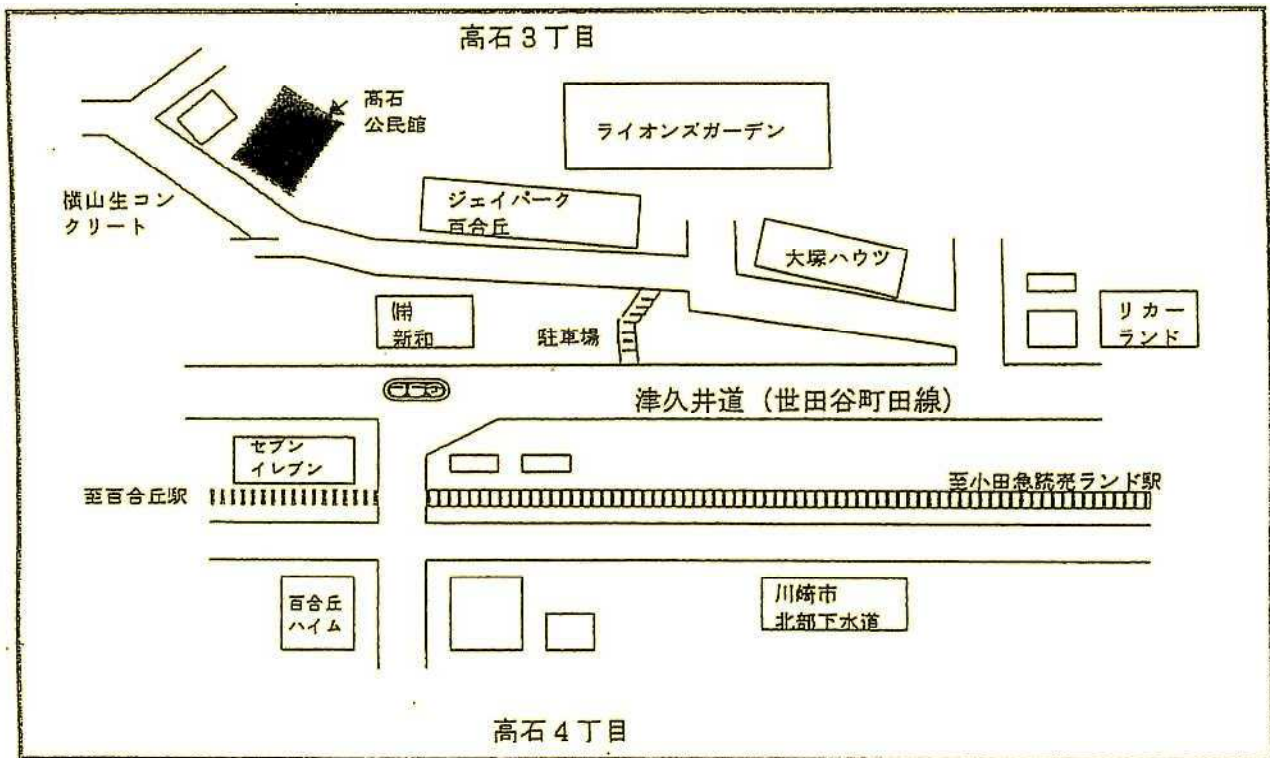 高石3丁目
髙石
公民館
ライオンズガーデン
横山生コン
クリート
ジェイパーク
百合丘
大塚ハウツ
㈱
新和
駐車場
リカー
ランド
津久井道（世田谷町田線）
セブン
イレブン
至百合丘駅
至小田急読売ランド駅
百合丘
ハイム
川崎市
北部下水道
高石4丁目